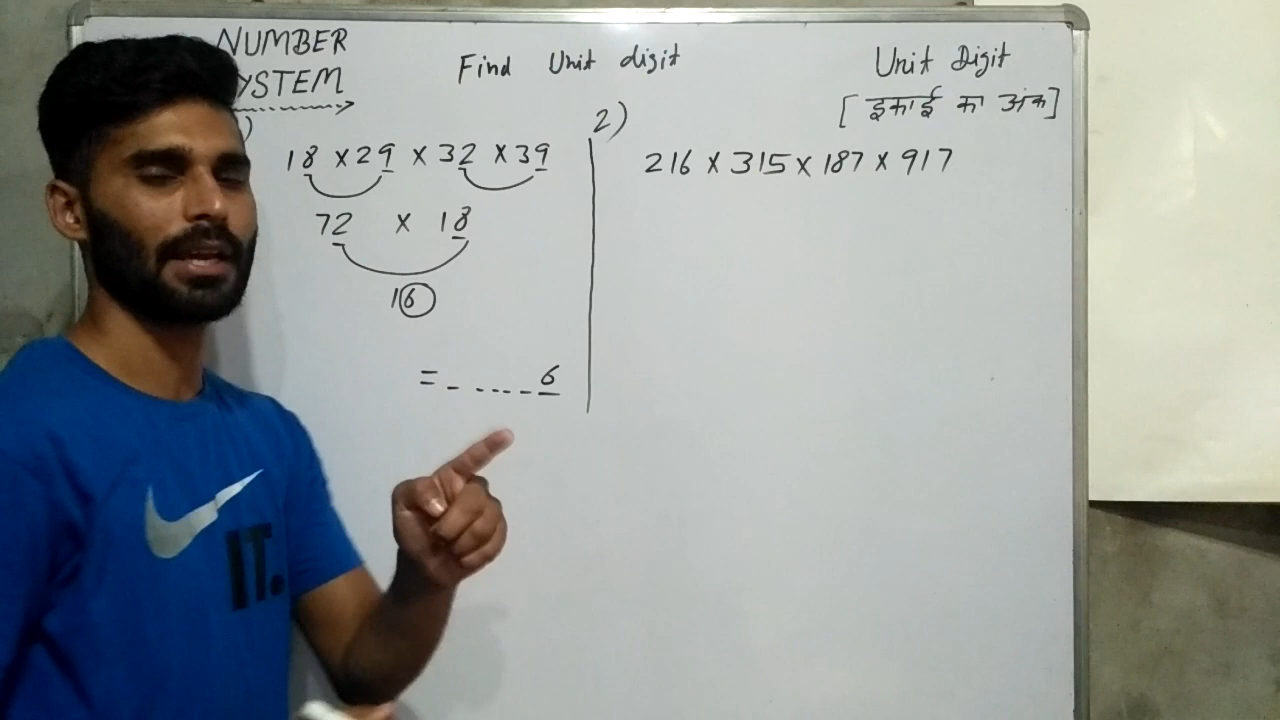 NUMBER
SYSTEM
Find Unit digit
Unit Digit
[ इकाई का अंक ]
18 × 29 × 32 × 39
72 × 18
16
= - - - - - - 6
2)
216 × 315 × 187 × 917
IT.